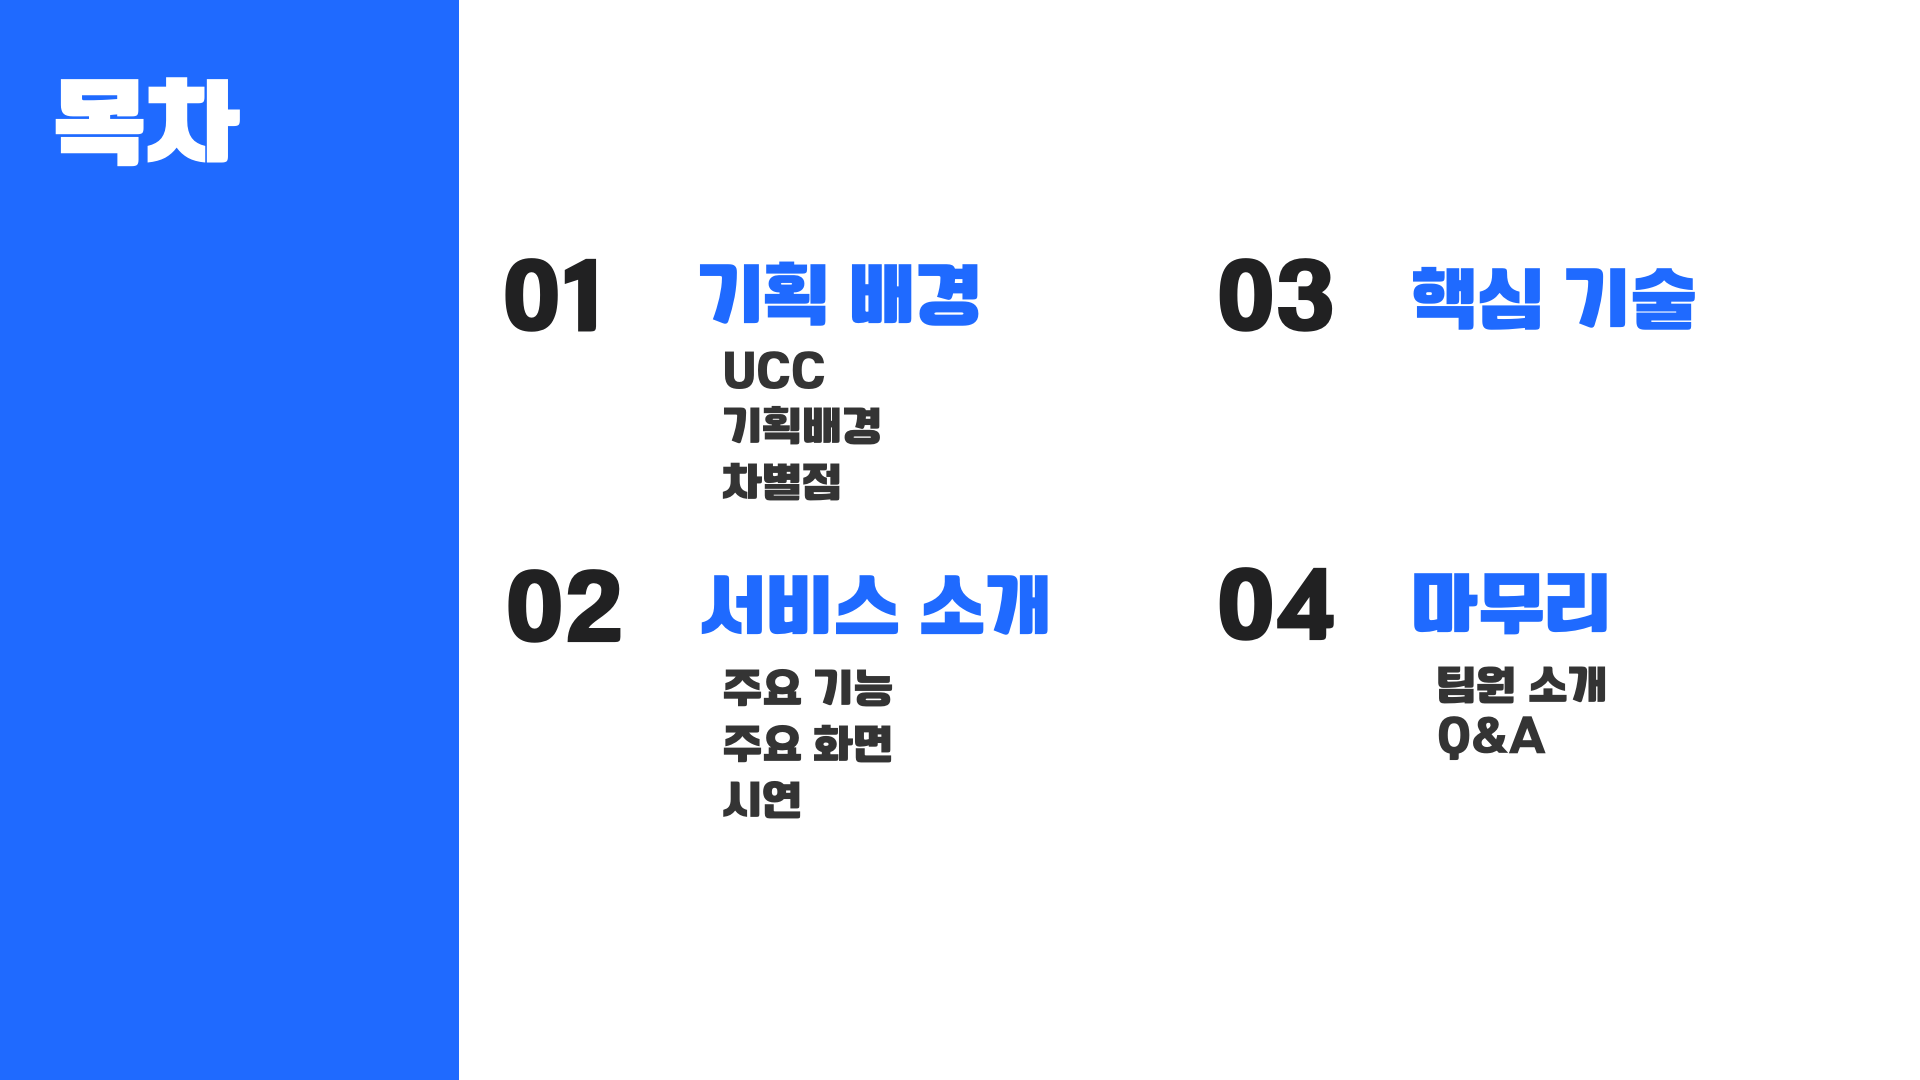 목차
01
기획 배경
UCC
기획배경
차별점
02
서비스 소개
주요 기능
주요 화면
시연
03
핵심 기술
04
마무리
팀원 소개
Q&A